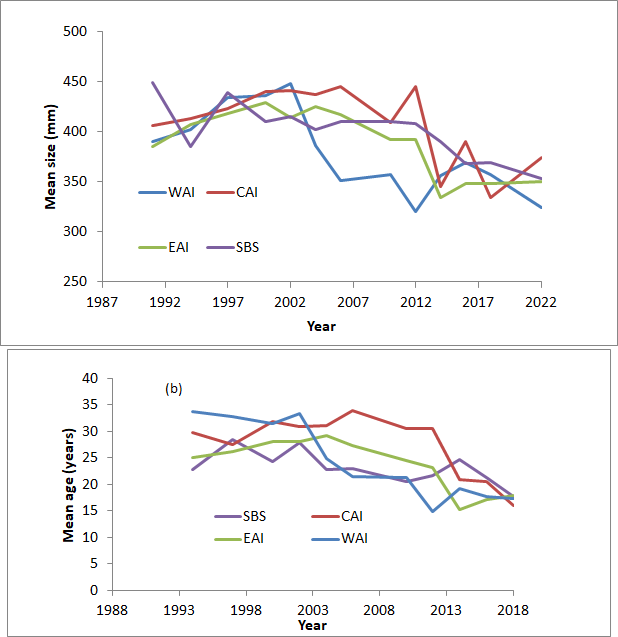 500
450
400
350
300
250
Mean size (mm)
WAI CAI
EAI SBS
1987 1992 1997 2002 2007 2012 2017 2022
Year
(b)
40
35
30
25
20
15
10
5
0
Mean age (years)
SBS CAI
EAI WAI
1988 1993 1998 2003 2008 2013 2018
Year